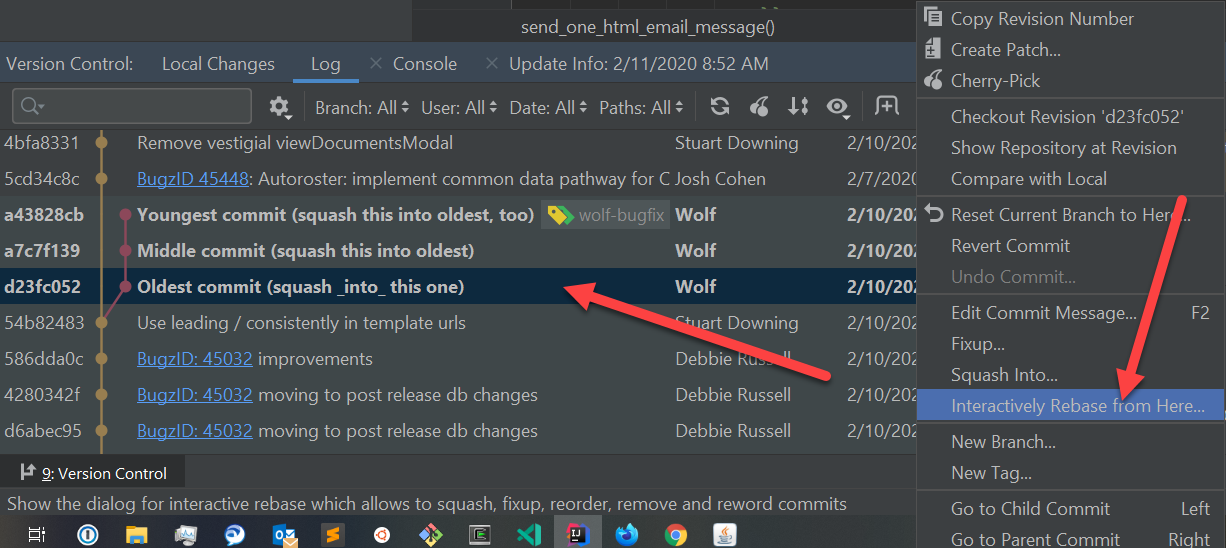 send_one_html_email_message()
Version Control: Local Changes Log Console Update Info: 2/11/2020 8:52 AM
Branch: All User: All Date: All Paths: All
4bfa8331 Remove vestigial viewDocumentsModal Stuart Downing 2/10/202
5cd34c8c BugzID 45448: Autoroster: implement common data pathway for C Josh Cohen 2/7/2020
a43828cb Youngest commit (squash this into oldest, too) wolf-bugfix Wolf 2/10/202
a7c7f139 Middle commit (squash this into oldest) Wolf 2/10/202
d23fc052 Oldest commit (squash _into_ this one) Wolf 2/10/202
54b82483 Use leading / consistently in template urls Stuart Downing 2/10/202
586dda0c BugzID: 45032 improvements Debbie Russell 2/10/202
4280342f BugzID: 45032 moving to post release db changes Debbie Russell 2/10/202
d6abec95 BugzID: 45032 moving to post release db changes Debbie Russell 2/10/202
9: Version Control
Show the dialog for interactive rebase which allows to squash, fixup, reorder, remove and reword commits
Copy Revision Number
Create Patch...
Cherry-Pick
Checkout Revision 'd23fc052'
Show Repository at Revision
Compare with Local
Reset Current Branch to Here...
Revert Commit
Undo Commit...
Edit Commit Message... F2
Fixup...
Squash Into...
Interactively Rebase from Here...
New Branch...
New Tag...
Go to Child Commit Left
Go to Parent Commit Right